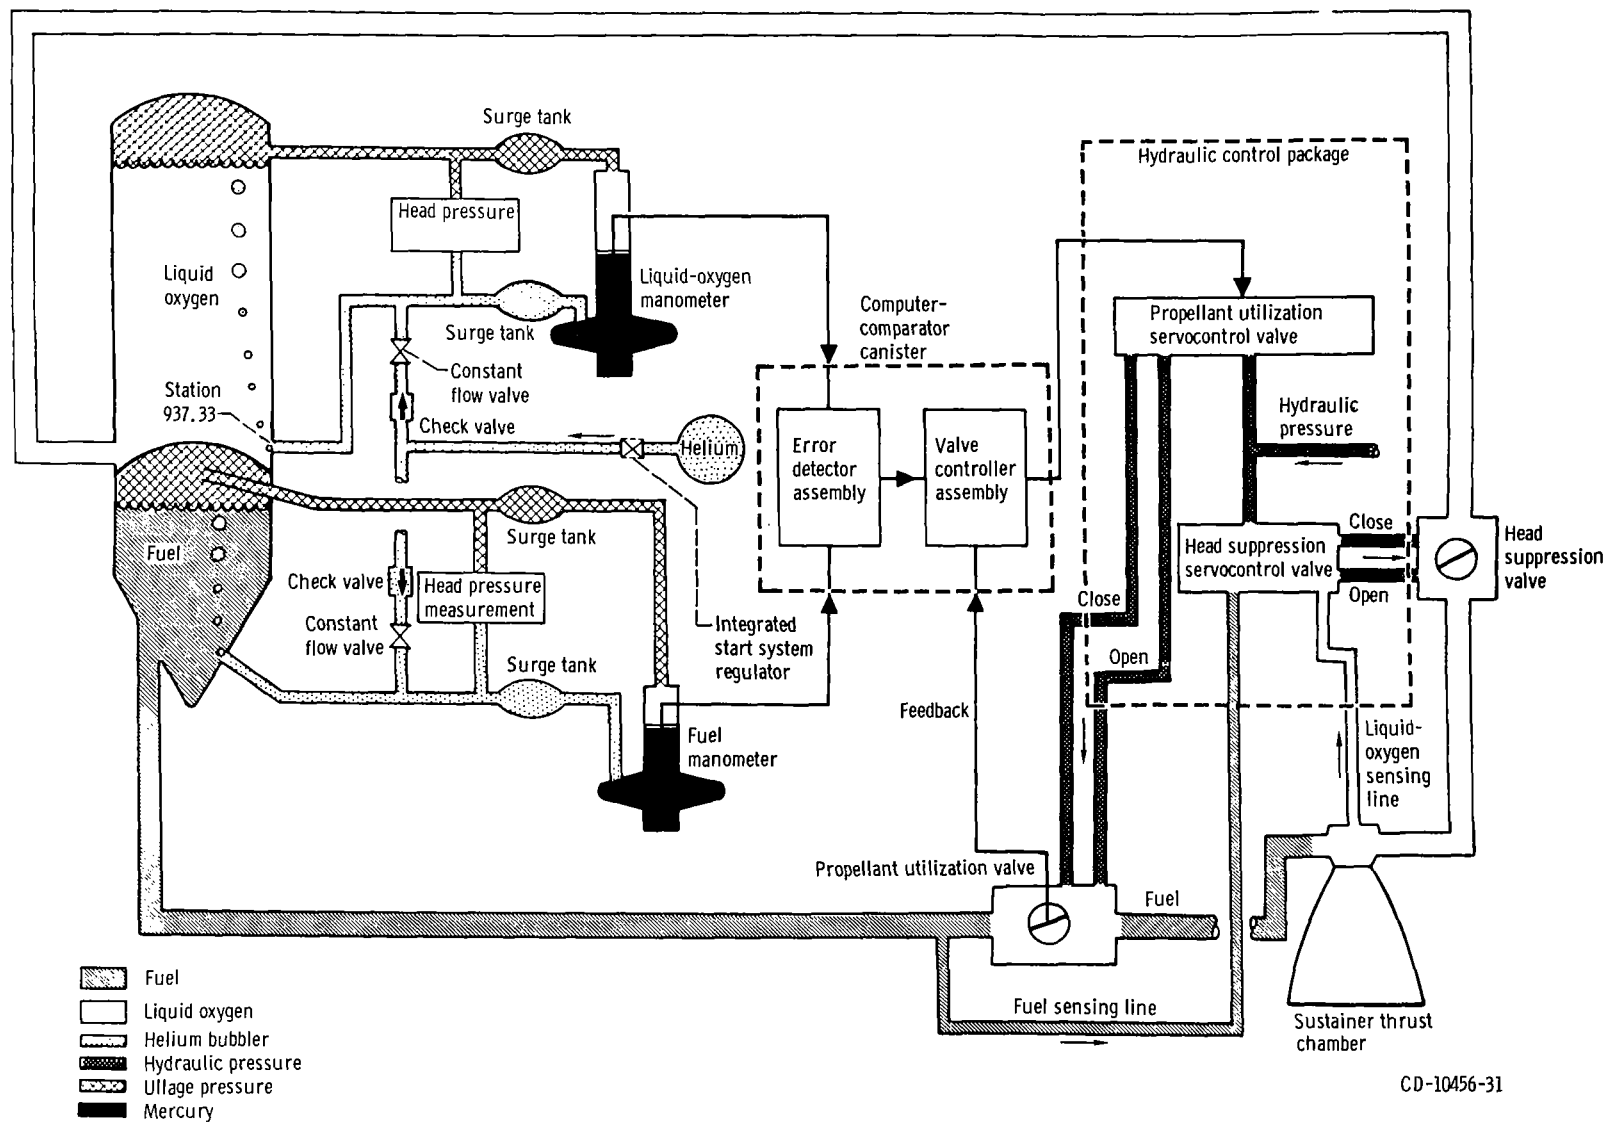 Surge tank
Hydraulic control package
Head pressure
Liquid
oxygen
Liquid-oxygen
manometer
Surge tank
Computer-
comparator
canister
Propellant utilization
servocontrol valve
Constant
flow valve
Station
937.33
Check valve
Hydraulic
pressure
Helium
Error
detector
assembly
Valve
controller
assembly
Close
Head
suppression
valve
Surge tank
Fuel
Head suppression
servocontrol valve
Open
Check valve
Head pressure
measurement
Close
Constant
flow valve
Integrated
start system
regulator
Surge tank
Open
Feedback
Fuel
manometer
Liquid-
oxygen
sensing
line
Propellant utilization valve
Fuel
Fuel
Liquid oxygen
Helium bubbler
Hydraulic pressure
Ullage pressure
Mercury
Fuel sensing line
Sustainer thrust
chamber
CD-10456-31